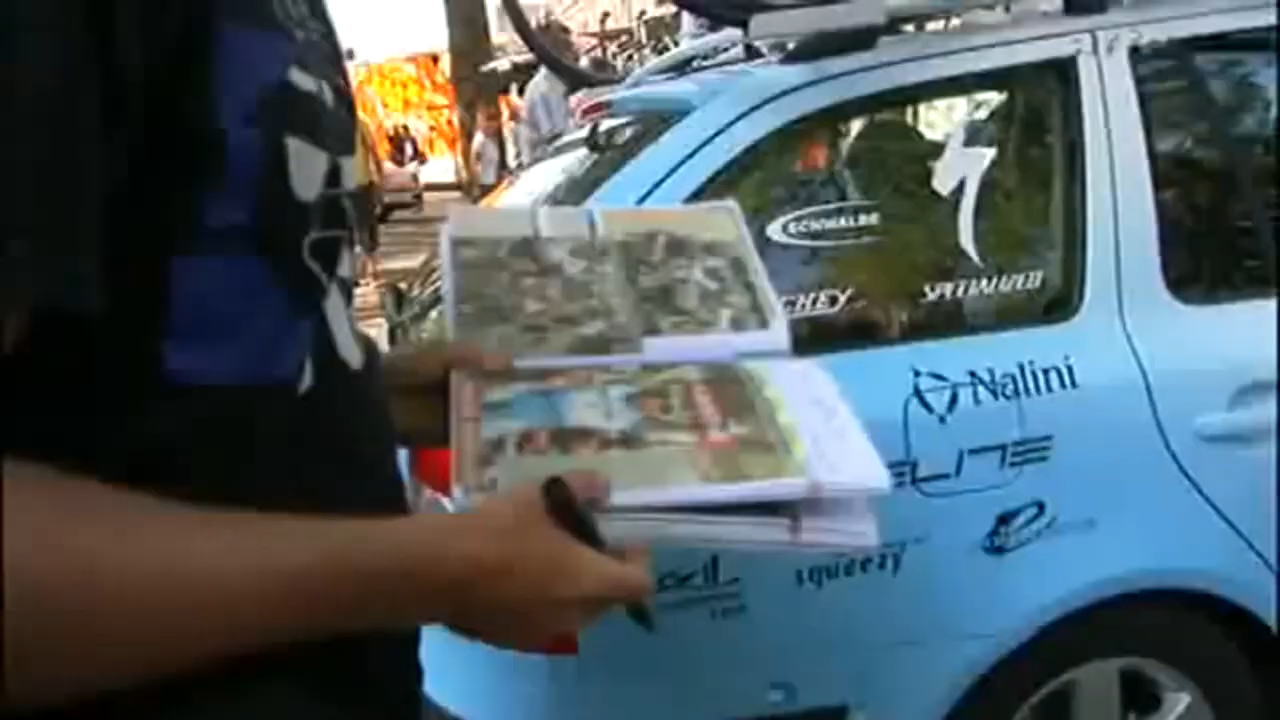 SCHWALBE
CHEY
SPECIALIZED
Nalini
ELITE
squeezy